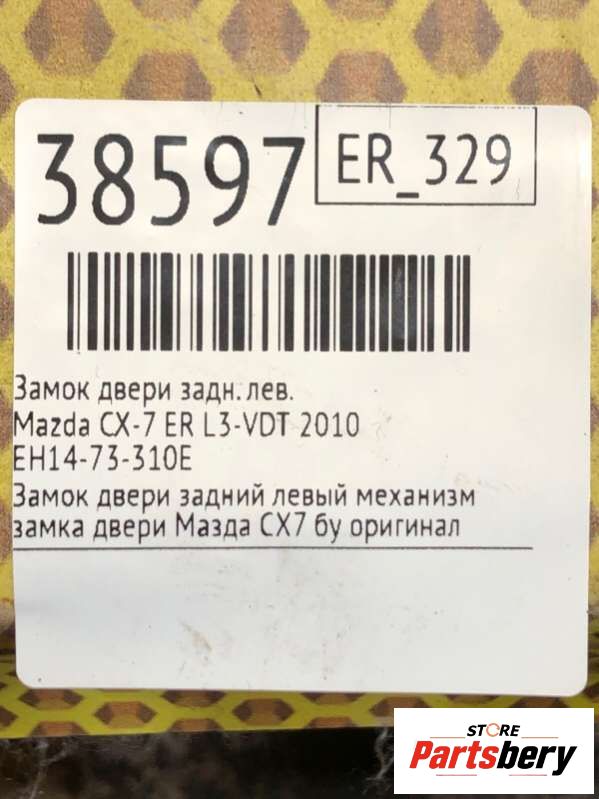 38597
ER_329
Замок двери задн. лев.
Mazda CX-7 ER L3-VDT 2010
EH14-73-310E
Замок двери задний левый механизм
замка двери Мазда СХ7 бу оригинал
STORE
Partsbery